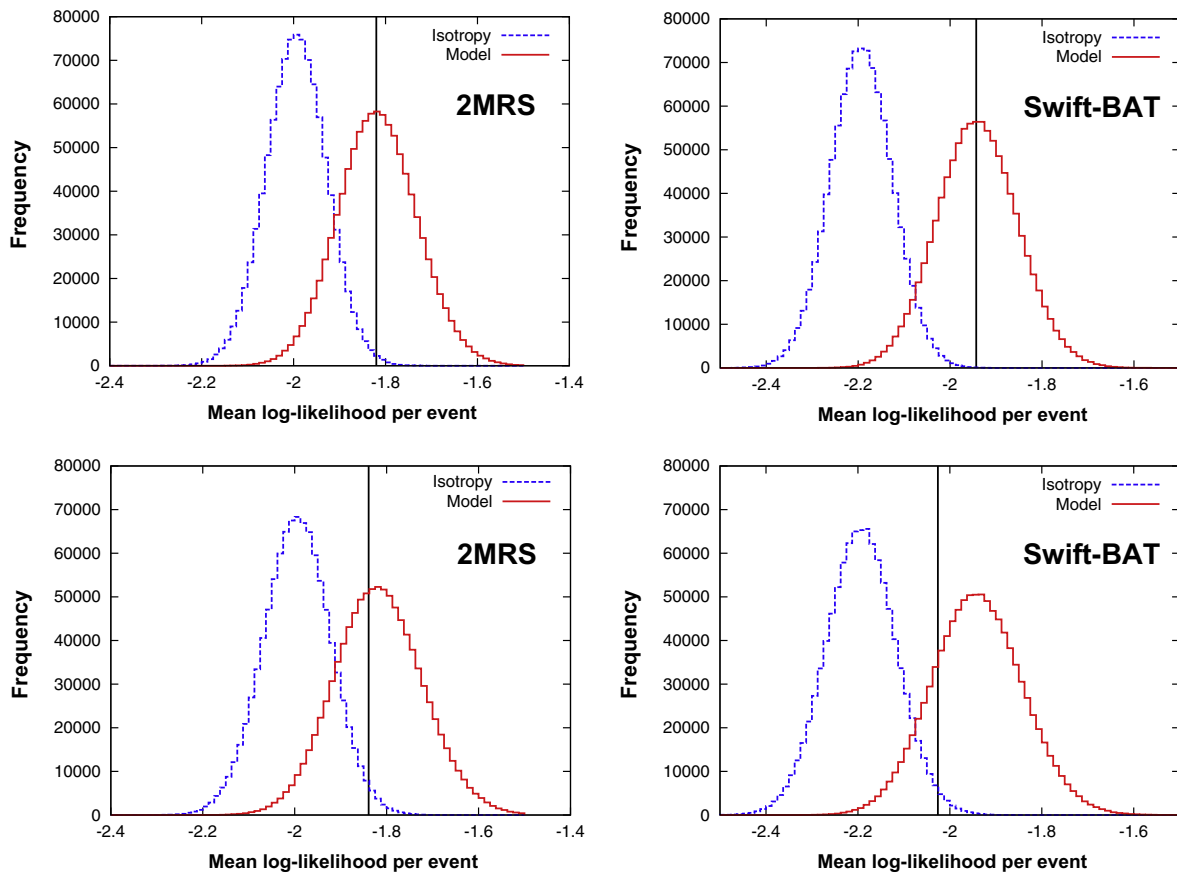 80000
70000
60000
50000
40000
30000
20000
10000
0
Frequency
Isotropy
Model
2MRS
-2.4 -2.2 -2 -1.8 -1.6 -1.4
Mean log-likelihood per event
80000
70000
60000
50000
40000
30000
20000
10000
0
Frequency
Isotropy
Model
Swift-BAT
-2.4 -2.2 -2 -1.8 -1.6
Mean log-likelihood per event
80000
70000
60000
50000
40000
30000
20000
10000
0
Frequency
Isotropy
Model
2MRS
-2.4 -2.2 -2 -1.8 -1.6 -1.4
Mean log-likelihood per event
80000
70000
60000
50000
40000
30000
20000
10000
0
Frequency
Isotropy
Model
Swift-BAT
-2.4 -2.2 -2 -1.8 -1.6
Mean log-likelihood per event